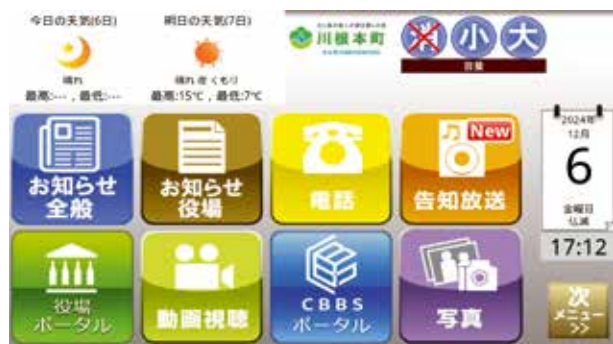 今日の天気(6日)
明日の天気(7日)
晴れ
最高:--- , 最低:---
晴れ 夜 くもり
最高:15℃ , 最低:7℃
川根本町
消
小
大
音量
お知らせ
全般
お知らせ
役場
電話
New
告知放送
2024年
12月
6
金曜日
仏滅
17:12
役場
ポータル
動画視聴
CBBS
ポータル
写真
次
メニュー
>>